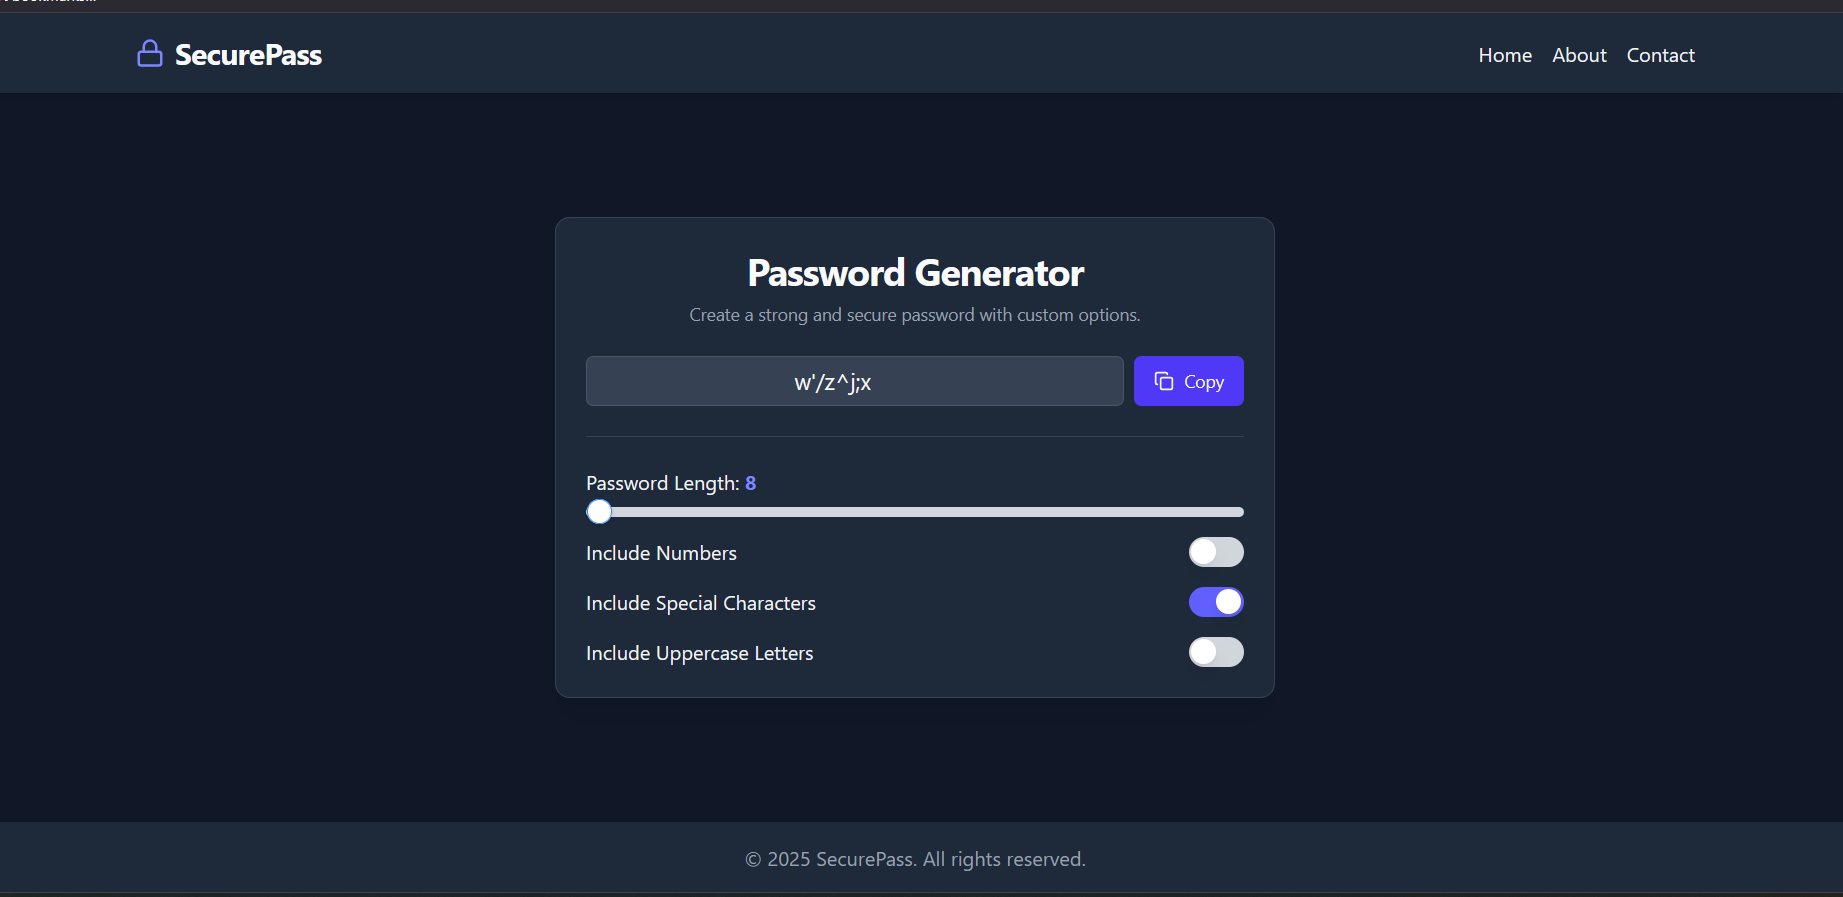 SecurePass
Home About Contact
Password Generator
Create a strong and secure password with custom options.
w'/z^j;x
Copy
Password Length: 8
Include Numbers
Include Special Characters
Include Uppercase Letters
© 2025 SecurePass. All rights reserved.